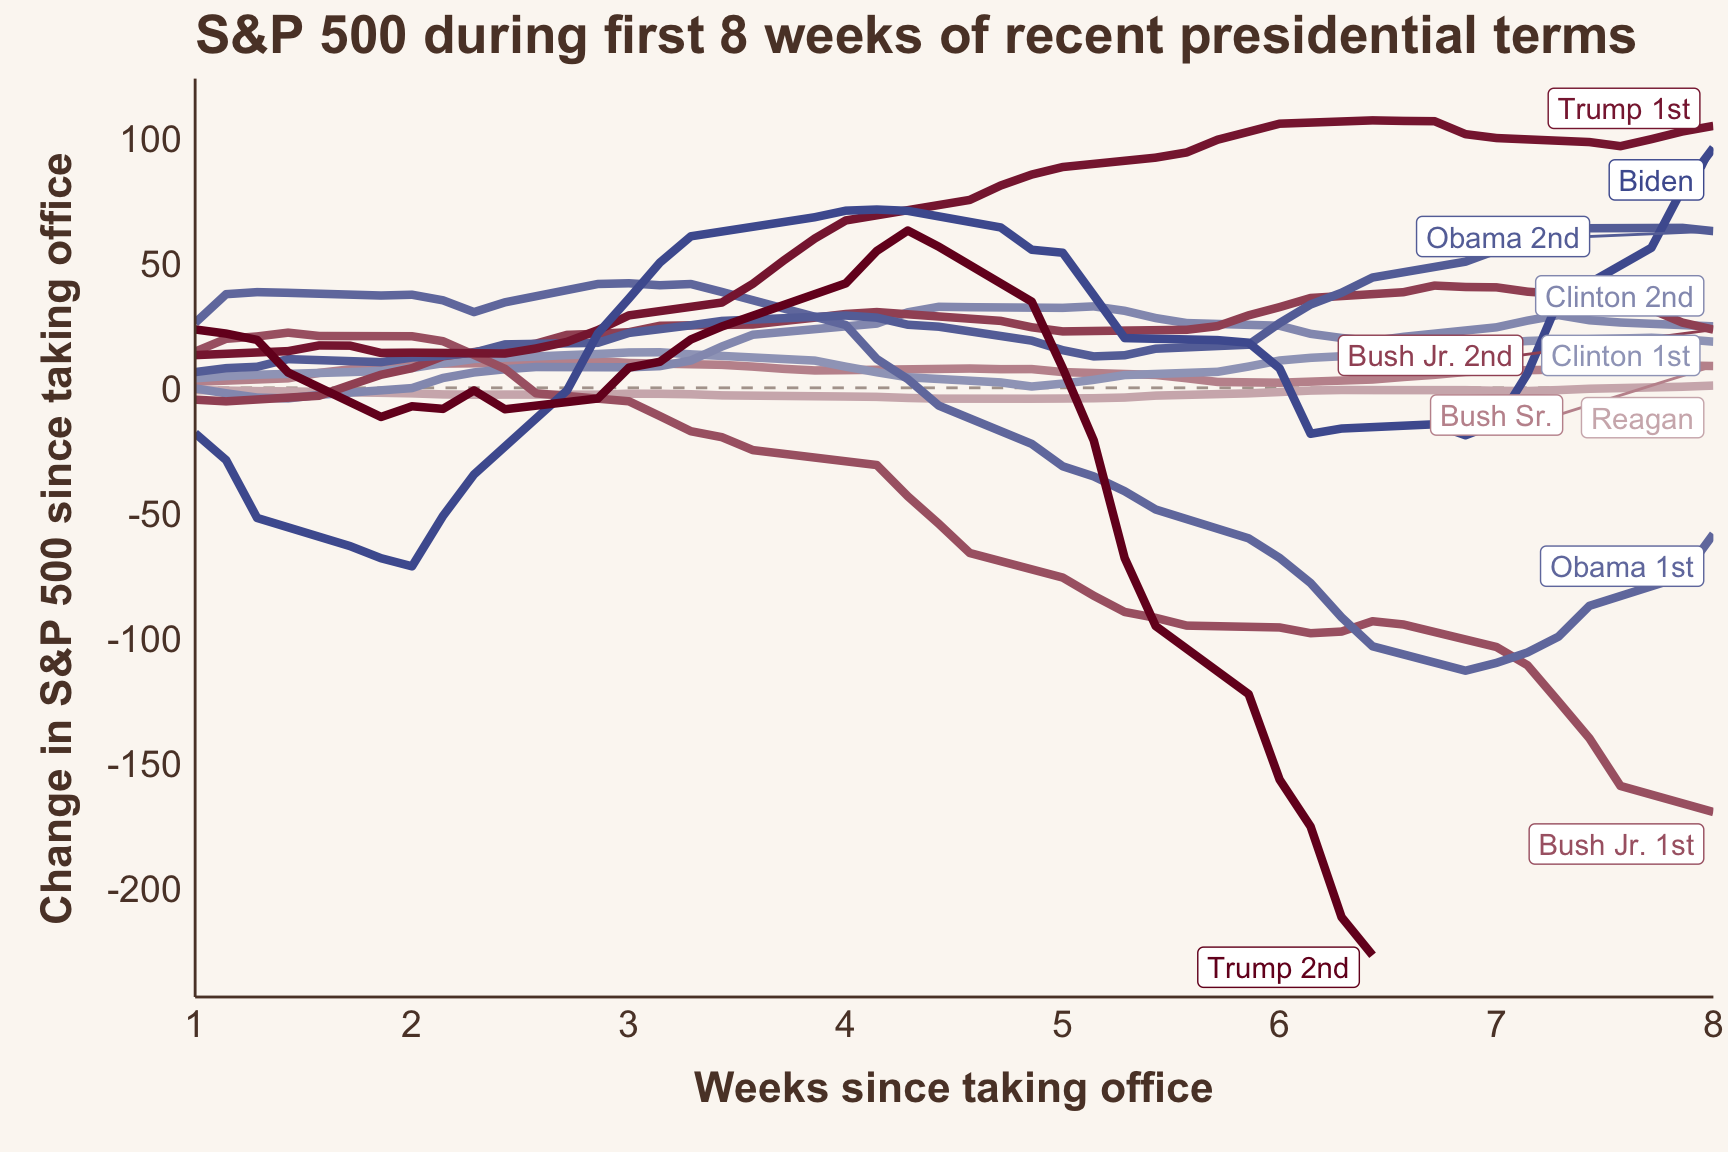 S&P 500 during first 8 weeks of recent presidential terms
Change in S&P 500 since taking office
100
50
0
-50
-100
-150
-200
Trump 1st
Biden
Obama 2nd
Clinton 2nd
Bush Jr. 2nd
Clinton 1st
Bush Sr.
Reagan
Obama 1st
Bush Jr. 1st
Trump 2nd
1 2 3 4 5 6 7 8
Weeks since taking office